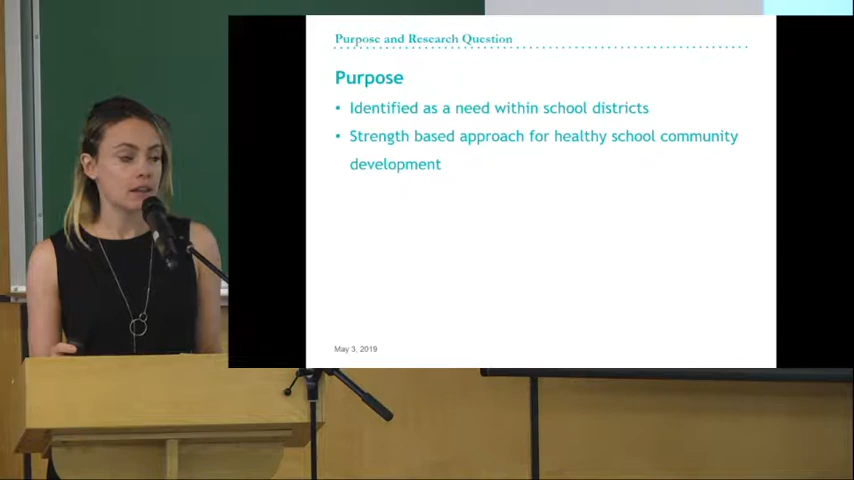 Purpose and Research Question
Purpose
• Identified as a need within school districts
• Strength based approach for healthy school community
development
May 3, 2019